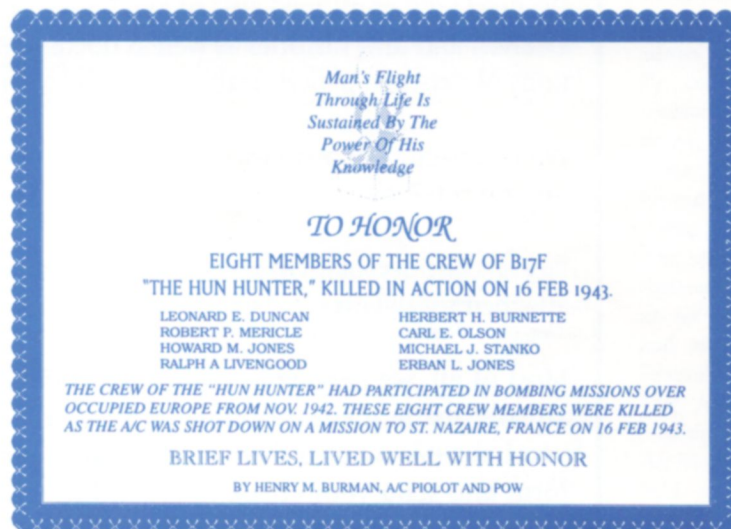 Man's Flight
Through Life Is
Sustained By The
Power Of His
Knowledge
TO HONOR
EIGHT MEMBERS OF THE CREW OF B17F
"THE HUN HUNTER," KILLED IN ACTION ON 16 FEB 1943.
LEONARD E. DUNCAN HERBERT H. BURNETTE
ROBERT P. MERICLE CARL E. OLSON
HOWARD M. JONES MICHAEL J. STANKO
RALPH A LIVENGOOD ERBAN L. JONES
THE CREW OF THE "HUN HUNTER" HAD PARTICIPATED IN BOMBING MISSIONS OVER
OCCUPIED EUROPE FROM NOV. 1942. THESE EIGHT CREW MEMBERS WERE KILLED
AS THE A/C WAS SHOT DOWN ON A MISSION TO ST. NAZAIRE, FRANCE ON 16 FEB 1943.
BRIEF LIVES, LIVED WELL WITH HONOR
BY HENRY M. BURMAN, A/C PIOLOT AND POW